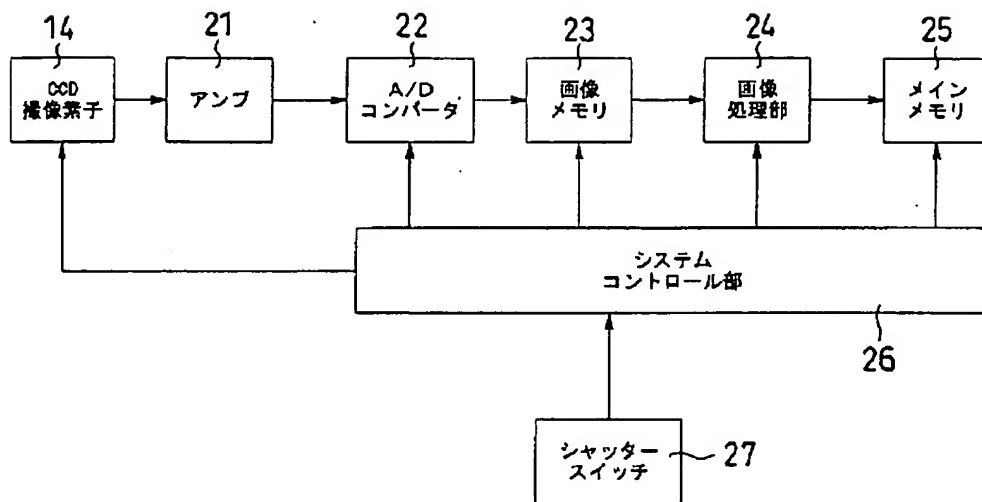 14
21
22
23
24
25
CCD
撮像素子
アンプ
A/D
コンバータ
画像
メモリ
画像
処理部
メイン
メモリ
システム
コントロール部
26
シャッター
スイッチ
27